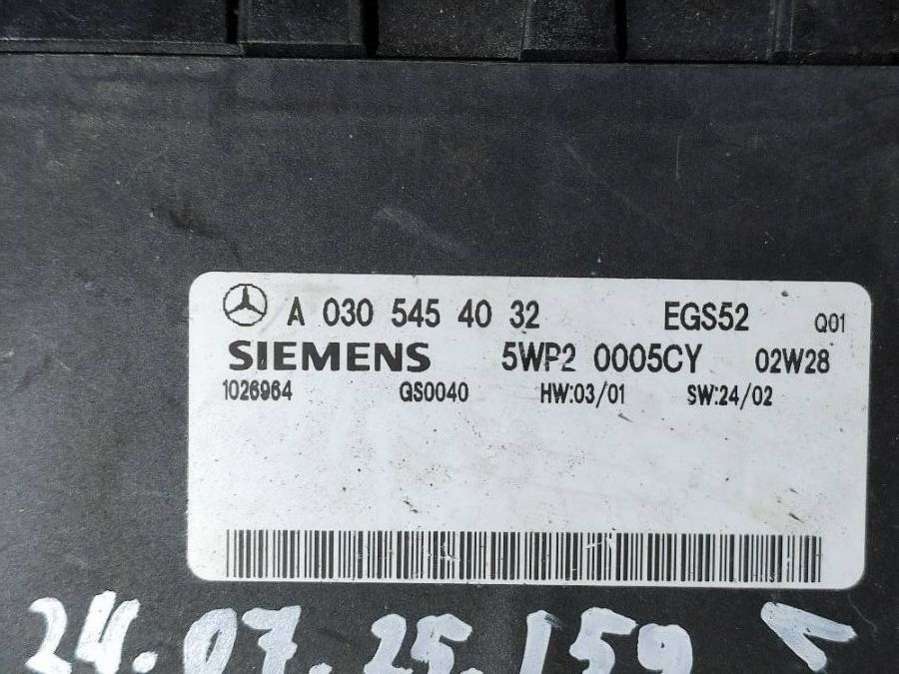 A 030 545 40 32 EGS52 Q01
SIEMENS 5WP2 0005CY 02W28
1026964 GS0040 HW:03/01 SW:24/02
24.07.25.159